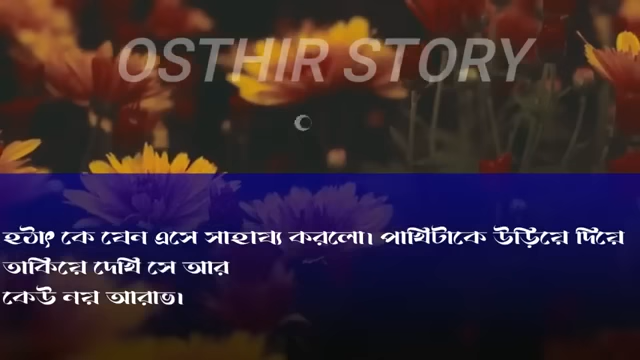 OSTHIR STORY
হঠাৎ কে যেন এসে সাহায্য করলো। পাখিটাকে উড়িয়ে দিয়ে
তাকিয়ে দেখি সে আর
কেউ নয় আরাভ।